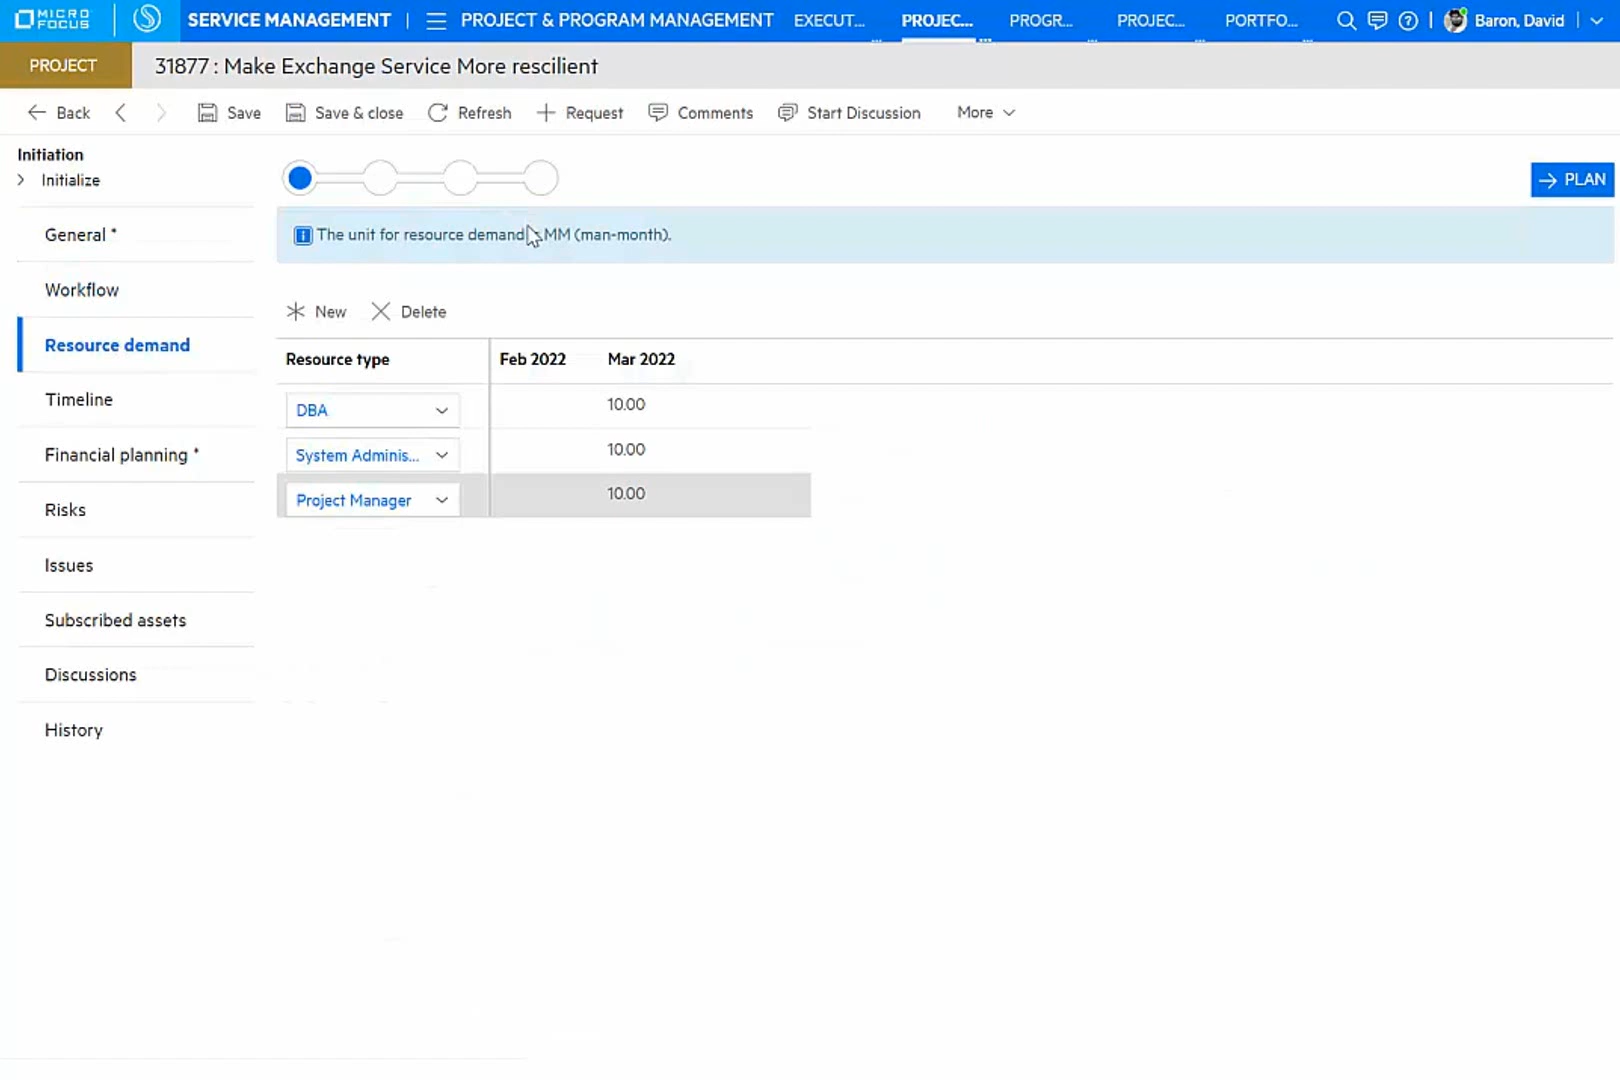 MICRO FOCUS SERVICE MANAGEMENT PROJECT & PROGRAM MANAGEMENT EXECUT... PROJEC... PROGR... PROJEC... PORTFO... Baron, David
PROJECT 31877 : Make Exchange Service More rescilient
Back Save Save & close Refresh Request Comments Start Discussion More
Initiation
Initialize
PLAN
General *
Workflow
Resource demand
Timeline
Financial planning *
Risks
Issues
Subscribed assets
Discussions
History
The unit for resource demand MM (man-month).
New Delete
Resource type Feb 2022 Mar 2022
DBA 10.00
System Adminis... 10.00
Project Manager 10.00